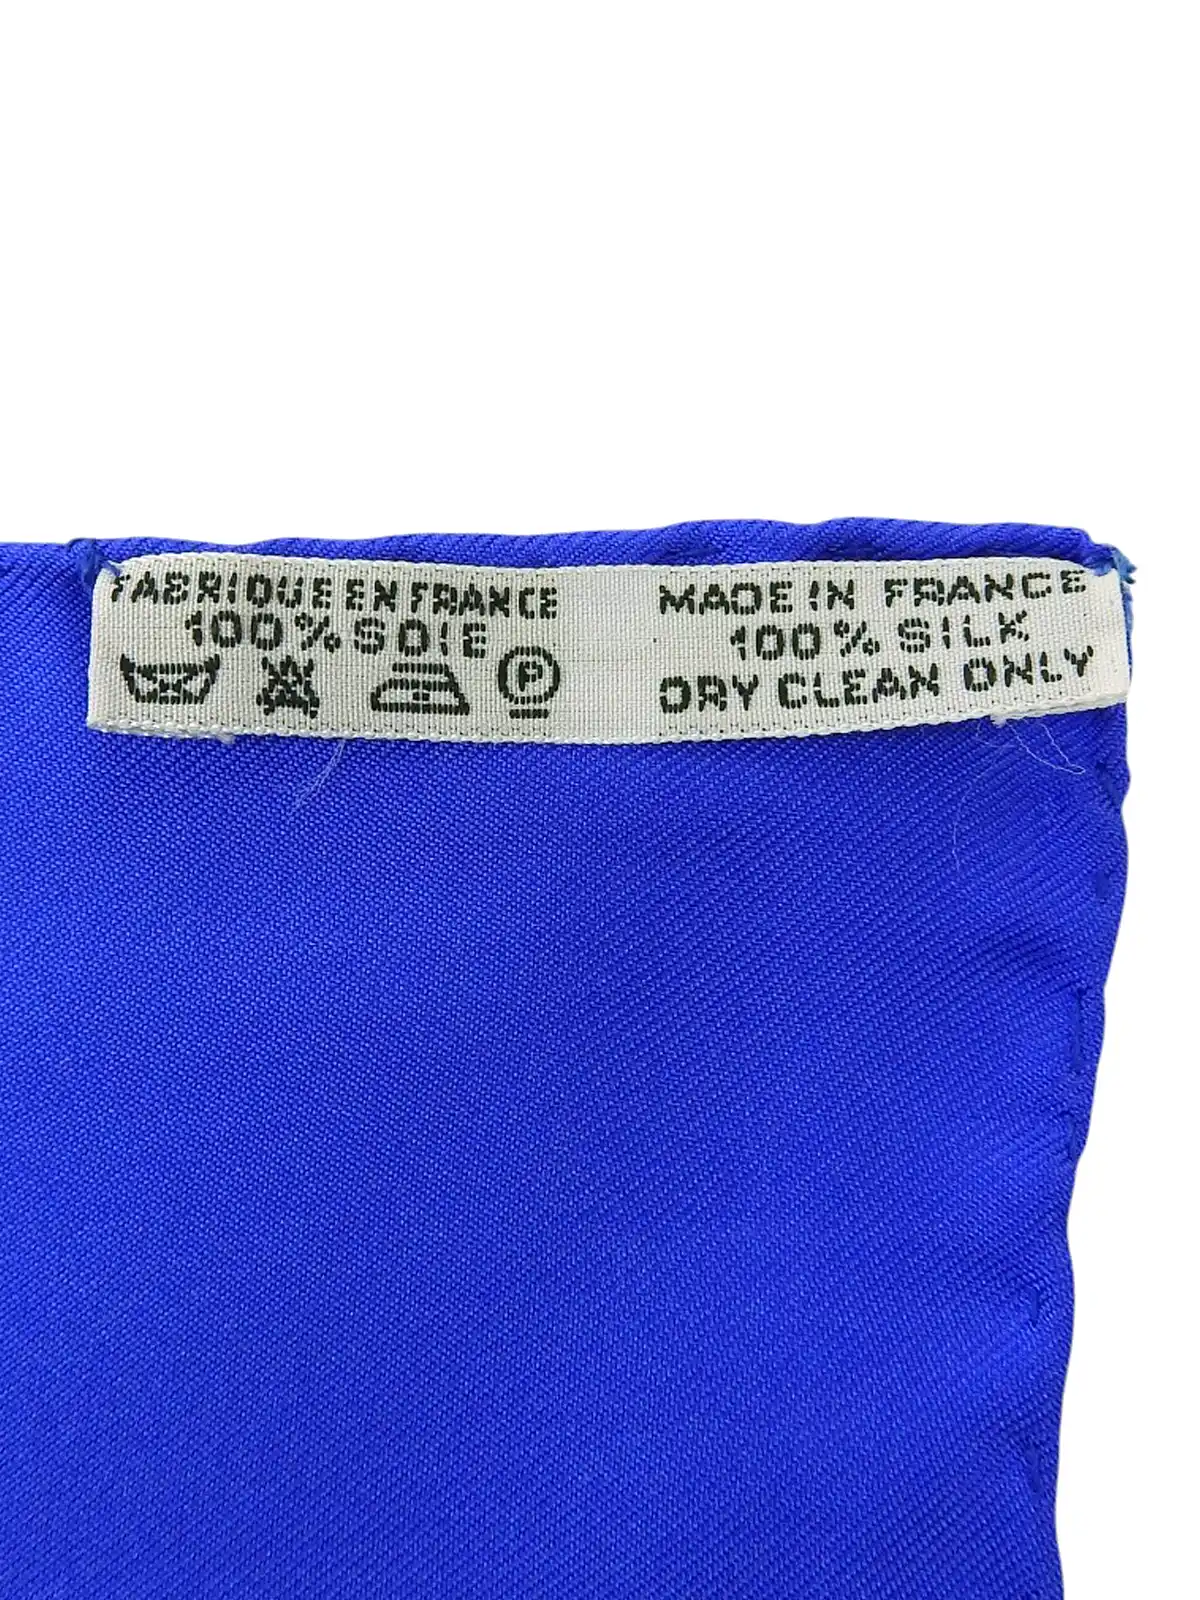 FABRIQUE EN FRANCE
100% SOIE
P
MADE IN FRANCE
100% SILK
DRY CLEAN ONLY